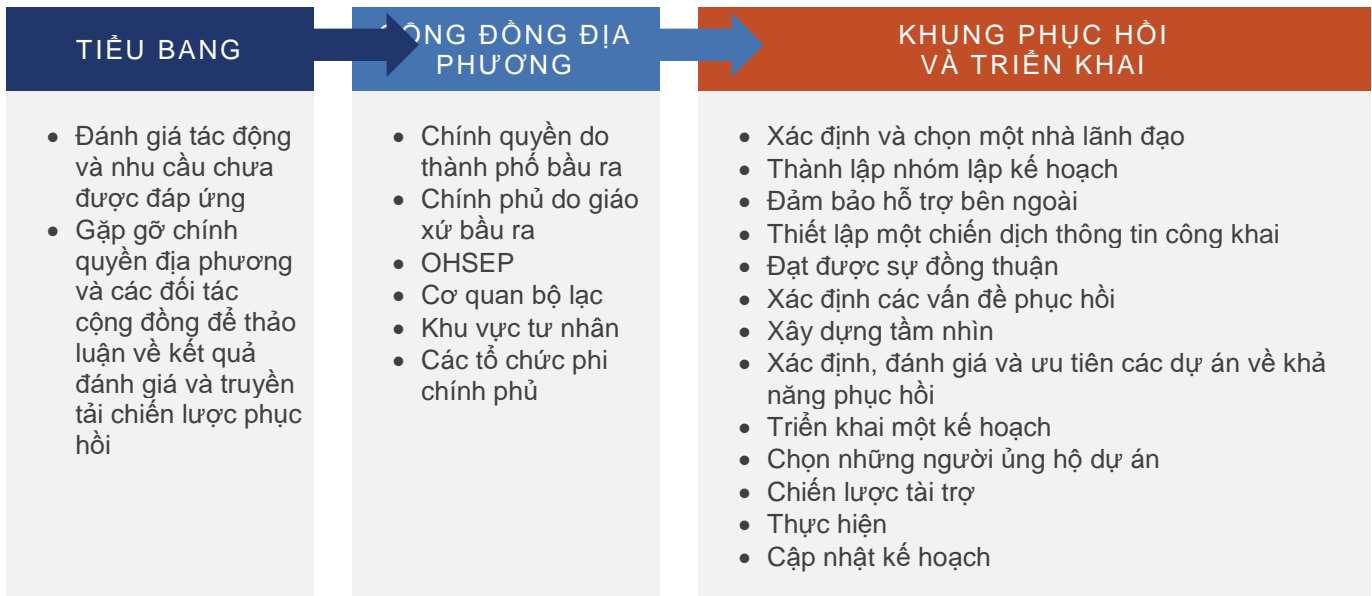 TIỂU BANG
• Đánh giá tác động
và nhu cầu chưa
được đáp ứng
• Gặp gỡ chính
quyền địa phương
và các đối tác
cộng đồng để thảo
luận về kết quả
đánh giá và truyền
tải chiến lược phục
hồi
CỘNG ĐỒNG ĐỊA
PHƯƠNG
• Chính quyền do
thành phố bầu ra
• Chính phủ do giáo
xứ bầu ra
• OHSEP
• Cơ quan bộ lạc
• Khu vực tư nhân
• Các tổ chức phi
chính phủ
KHUNG PHỤC HỒI
VÀ TRIỂN KHAI
• Xác định và chọn một nhà lãnh đạo
• Thành lập nhóm lập kế hoạch
• Đảm bảo hỗ trợ bên ngoài
• Thiết lập một chiến dịch thông tin công khai
• Đạt được sự đồng thuận
• Xác định các vấn đề phục hồi
• Xây dựng tầm nhìn
• Xác định, đánh giá và ưu tiên các dự án về khả
năng phục hồi
• Triển khai một kế hoạch
• Chọn những người ủng hộ dự án
• Chiến lược tài trợ
• Thực hiện
• Cập nhật kế hoạch